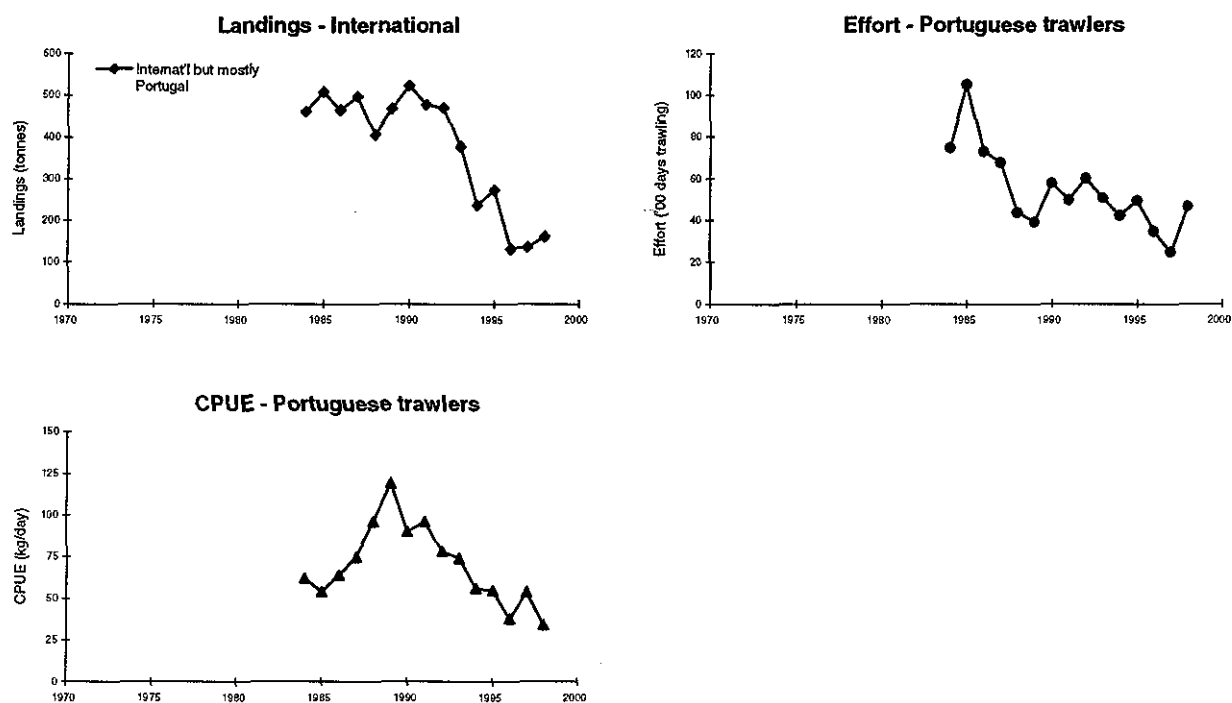 Landings - International
600
500
400
300
200
100
0
Landings (tonnes)
Internat'l but mostly
Portugal
1970 1975 1980 1985 1990 1995 2000
Effort - Portuguese trawlers
120
100
80
60
40
20
0
Effort ('00 days trawling)
1970 1975 1980 1985 1990 1995 2000
CPUE - Portuguese trawlers
150
125
100
75
50
25
0
CPUE (kg/day)
1970 1975 1980 1985 1990 1995 2000